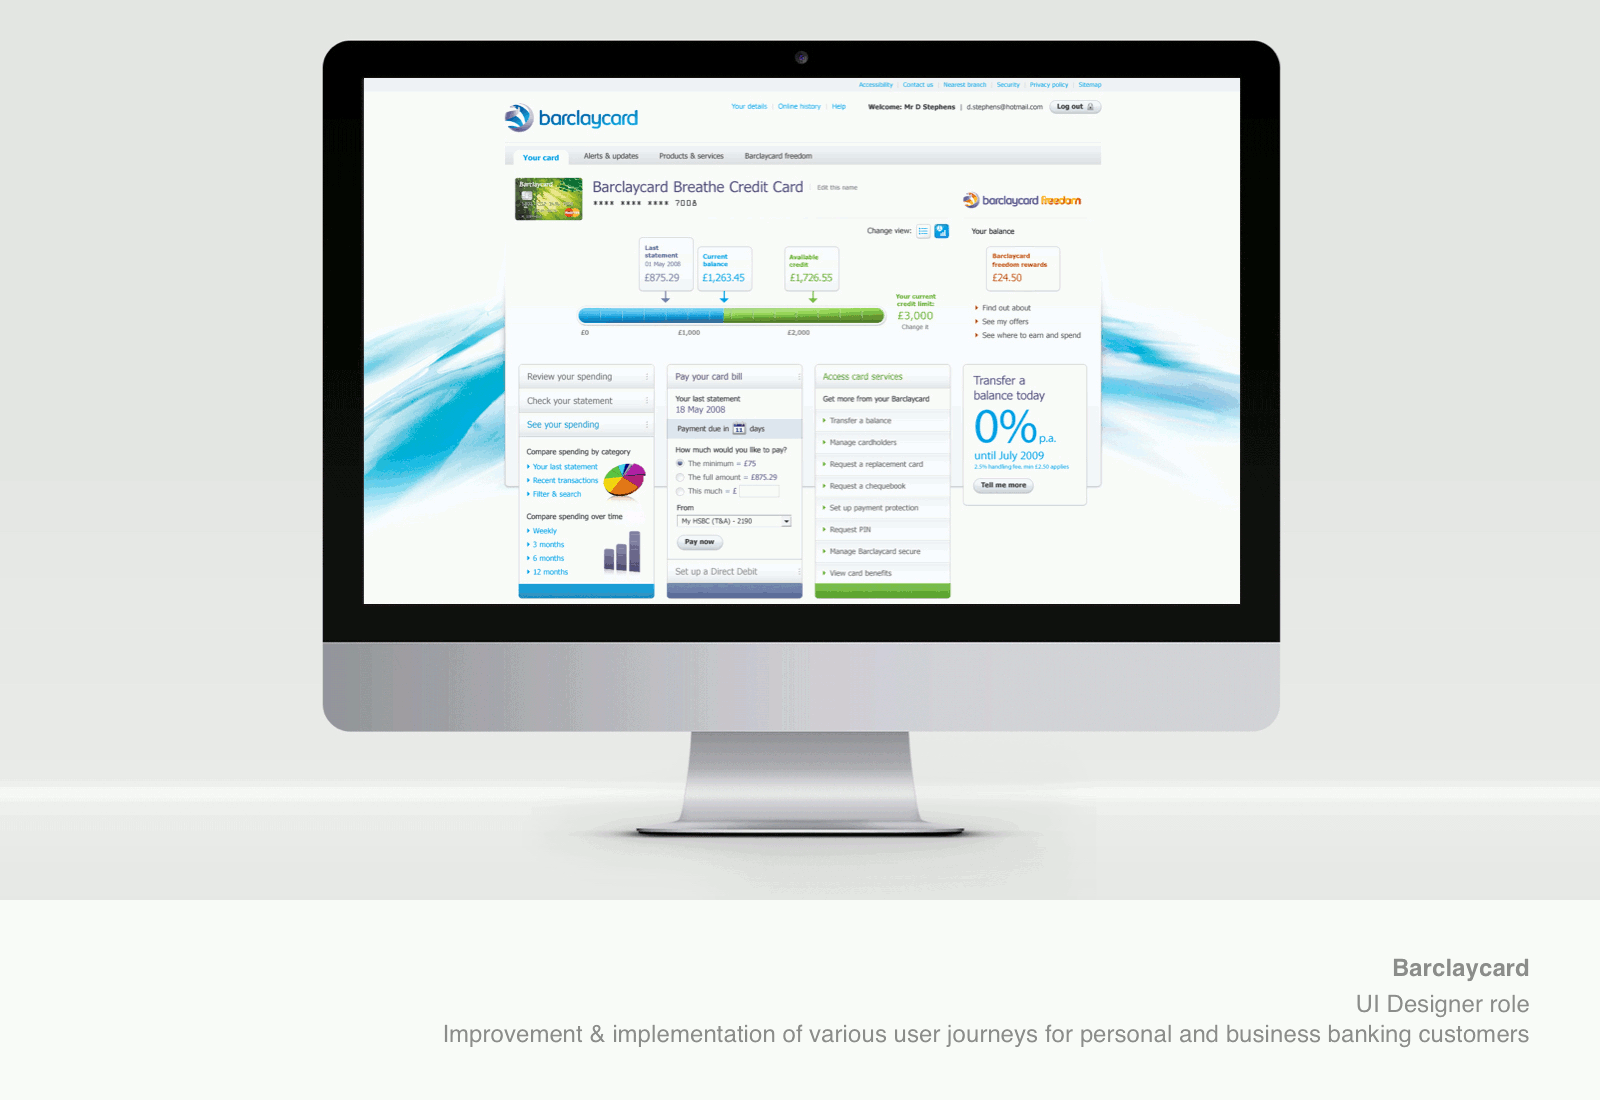 Accessibility | Contact us | Nearest branch | Security | Privacy policy | Sitemap
barclaycard
Your details | Online history | Help
Welcome: Mr D Stephens | d.stephens@hotmail.com
Log out
Your card
Alerts & updates
Products & services
Barclaycard freedom
Barclaycard
Barclaycard Breathe Credit Card
Edit this name
**** **** **** 7008
barclaycard freedom
Change view:
Your balance
Last
statement
01 May 2008
£875.29
Current
balance
£1,263.45
Available
credit
£1,726.55
Your current
credit limit:
£3,000
Change it
£0
£1,000
£2,000
Barclaycard
freedom rewards
£24.50
Find out about
See my offers
See where to earn and spend
Review your spending
Check your statement
See your spending
Compare spending by category
Your last statement
Recent transactions
Filter & search
Compare spending over time
Weekly
3 months
6 months
12 months
Pay your card bill
Your last statement
18 May 2008
Payment due in 11 days
How much would you like to pay?
The minimum = £75
The full amount = £875.29
This much = £
From
My HSBC (T&A) - 2190
Pay now
Set up a Direct Debit
Access card services
Get more from your Barclaycard
Transfer a balance
Manage cardholders
Request a replacement card
Request a chequebook
Set up payment protection
Request PIN
Manage Barclaycard secure
View card benefits
Transfer a
balance today
0% p.a.
until July 2009
2.5% handling fee, min £2.50 applies
Tell me more
Barclaycard
UI Designer role
Improvement & implementation of various user journeys for personal and business banking customers